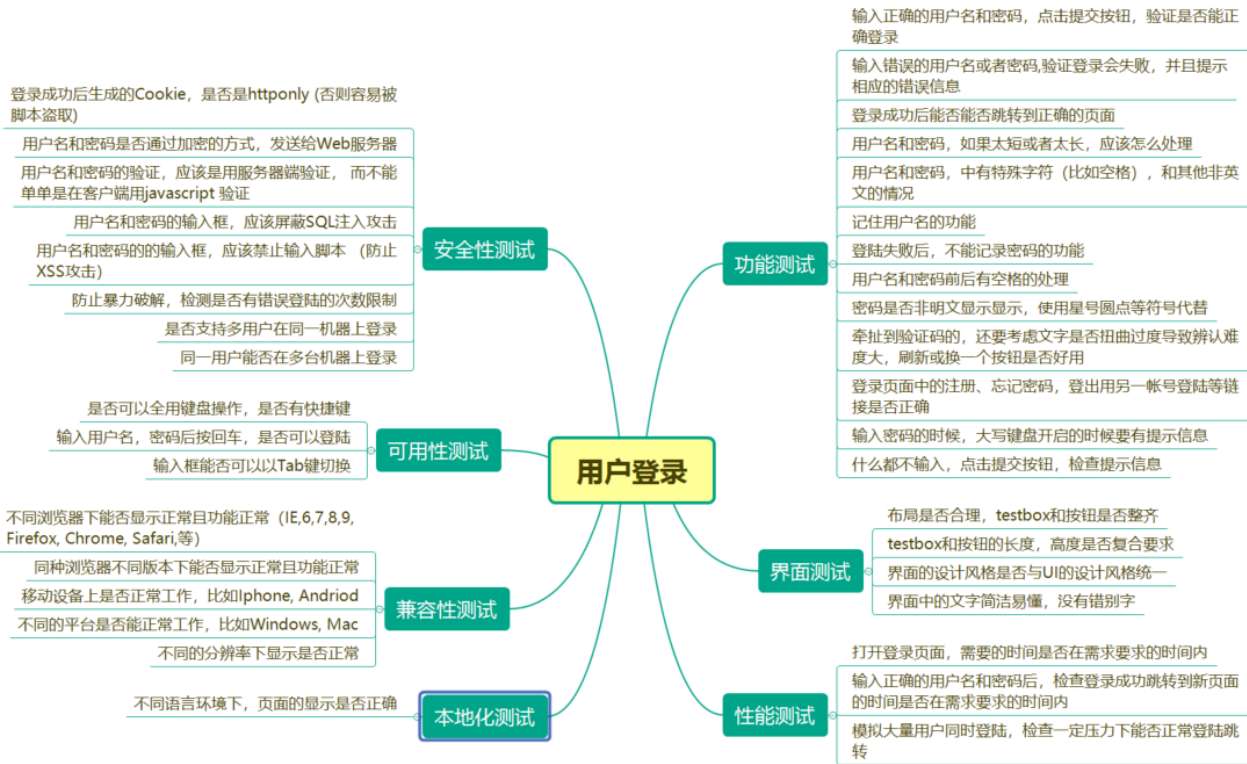 用户登录
功能测试
输入正确的用户名和密码，点击提交按钮，验证是否能正
确登录
输入错误的用户名或者密码,验证登录会失败，并且提示
相应的错误信息
登录成功后能否能否跳转到正确的页面
用户名和密码，如果太短或者太长，应该怎么处理
用户名和密码，中有特殊字符（比如空格），和其他非英
文的情况
记住用户名的功能
登陆失败后，不能记录密码的功能
用户名和密码前后有空格的处理
密码是否非明文显示显示，使用星号圆点等符号代替
牵扯到验证码的，还要考虑文字是否扭曲过度导致辨认难
度大，刷新或换一个按钮是否好用
登录页面中的注册、忘记密码，登出用另一帐号登陆等链
接是否正确
输入密码的时候，大写键盘开启的时候要有提示信息
什么都不输入，点击提交按钮，检查提示信息
界面测试
布局是否合理，testbox和按钮是否整齐
testbox和按钮的长度，高度是否复合要求
界面的设计风格是否与UI的设计风格统一
界面中的文字简洁易懂，没有错别字
性能测试
打开登录页面，需要的时间是否在需求要求的时间内
输入正确的用户名和密码后，检查登录成功跳转到新页面
的时间是否在需求要求的时间内
模拟大量用户同时登陆，检查一定压力下能否正常登陆跳
转
安全性测试
登录成功后生成的Cookie，是否是httponly (否则容易被
脚本盗取)
用户名和密码是否通过加密的方式，发送给Web服务器
用户名和密码的验证，应该是用服务器端验证， 而不能
单单是在客户端用javascript 验证
用户名和密码的输入框，应该屏蔽SQL注入攻击
用户名和密码的的输入框，应该禁止输入脚本 （防止
XSS攻击）
防止暴力破解，检测是否有错误登陆的次数限制
是否支持多用户在同一机器上登录
同一用户能否在多台机器上登录
可用性测试
是否可以全用键盘操作，是否有快捷键
输入用户名，密码后按回车，是否可以登陆
输入框能否可以以Tab键切换
兼容性测试
不同浏览器下能否显示正常且功能正常（IE,6,7,8,9,
Firefox, Chrome, Safari,等）
同种浏览器不同版本下能否显示正常且功能正常
移动设备上是否正常工作，比如Iphone, Andriod
不同的平台是否能正常工作，比如Windows, Mac
不同的分辨率下显示是否正常
本地化测试
不同语言环境下，页面的显示是否正确